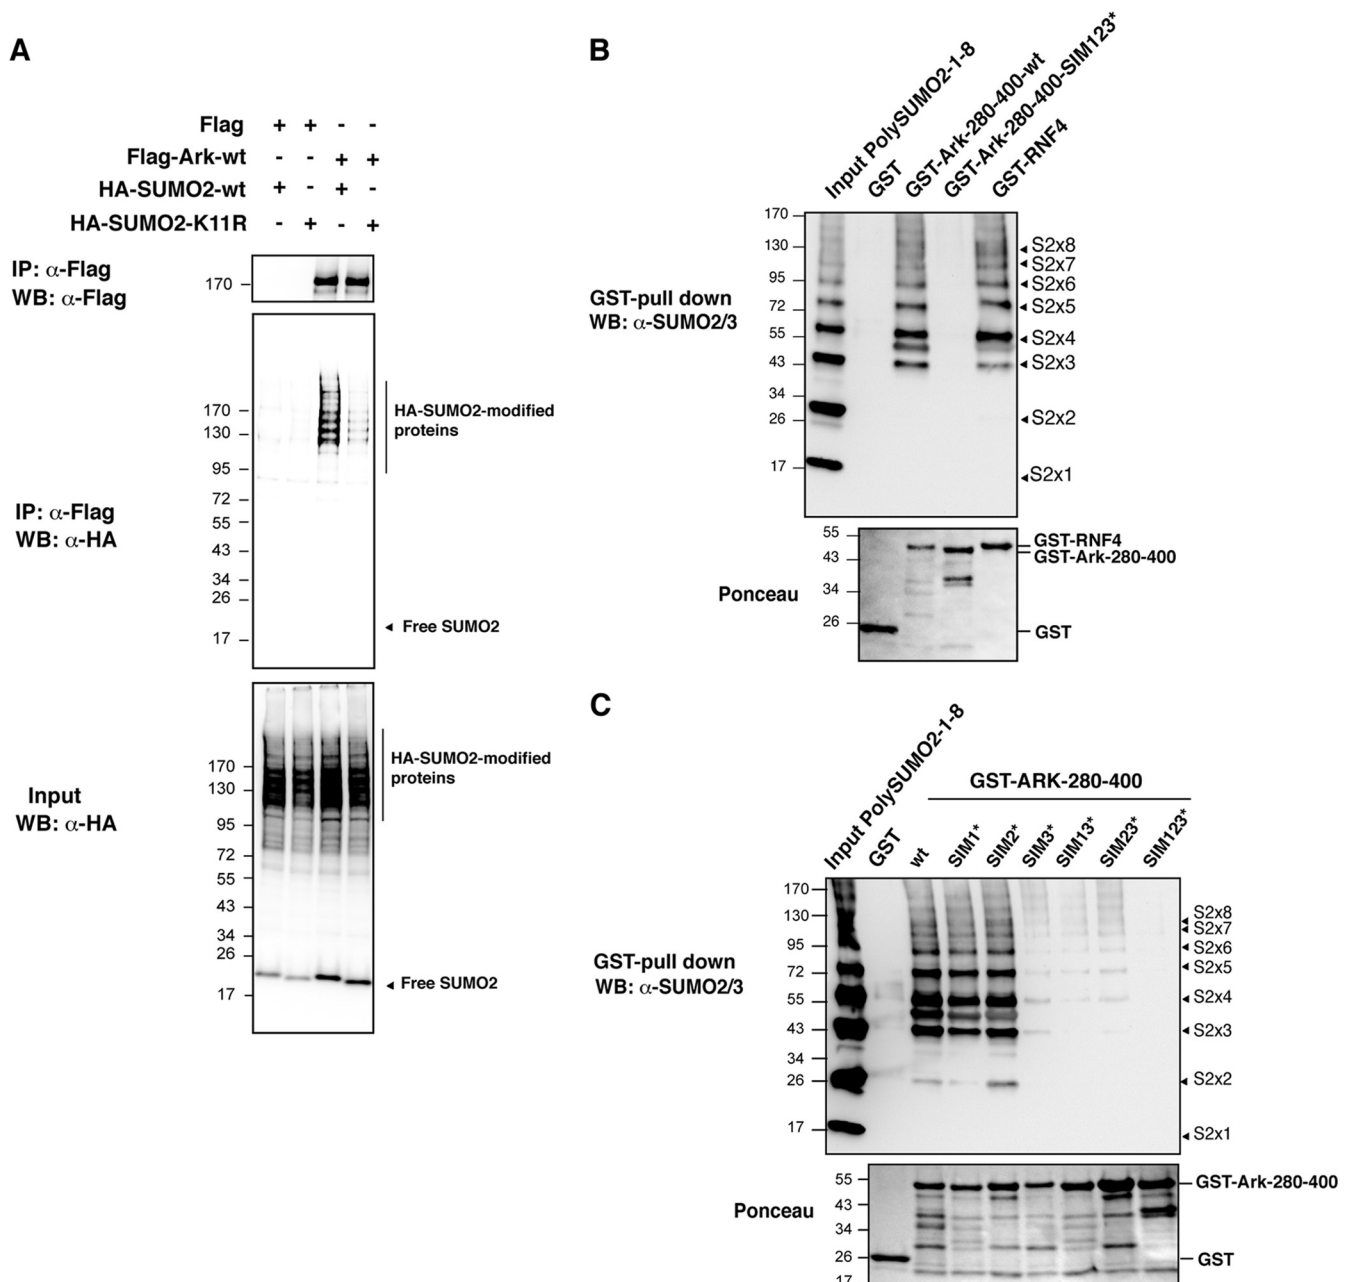 A
Flag + + - -
Flag-Ark-wt - - + +
HA-SUMO2-wt + - + -
HA-SUMO2-K11R - + - +
IP: α-Flag
WB: α-Flag
170
IP: α-Flag
WB: α-HA
170
130
95
72
55
43
34
26
17
HA-SUMO2-modified
proteins
Free SUMO2
Input
WB: α-HA
170
130
95
72
55
43
34
26
17
HA-SUMO2-modified
proteins
Free SUMO2
B
Input PolySUMO2-1-8
GST
GST-Ark-280-400-wt
GST-Ark-280-400-SIM123*
GST-RNF4
GST-pull down
WB: α-SUMO2/3
170
130
95
72
55
43
34
26
17
S2x8
S2x7
S2x6
S2x5
S2x4
S2x3
S2x2
S2x1
Ponceau
55
43
34
26
GST-RNF4
GST-Ark-280-400
GST
C
Input PolySUMO2-1-8
GST
GST-ARK-280-400
wt
SIM1*
SIM2*
SIM3*
SIM13*
SIM23*
SIM123*
GST-pull down
WB: α-SUMO2/3
170
130
95
72
55
43
34
26
17
S2x8
S2x7
S2x6
S2x5
S2x4
S2x3
S2x2
S2x1
Ponceau
55
43
34
26
17
GST-Ark-280-400
GST